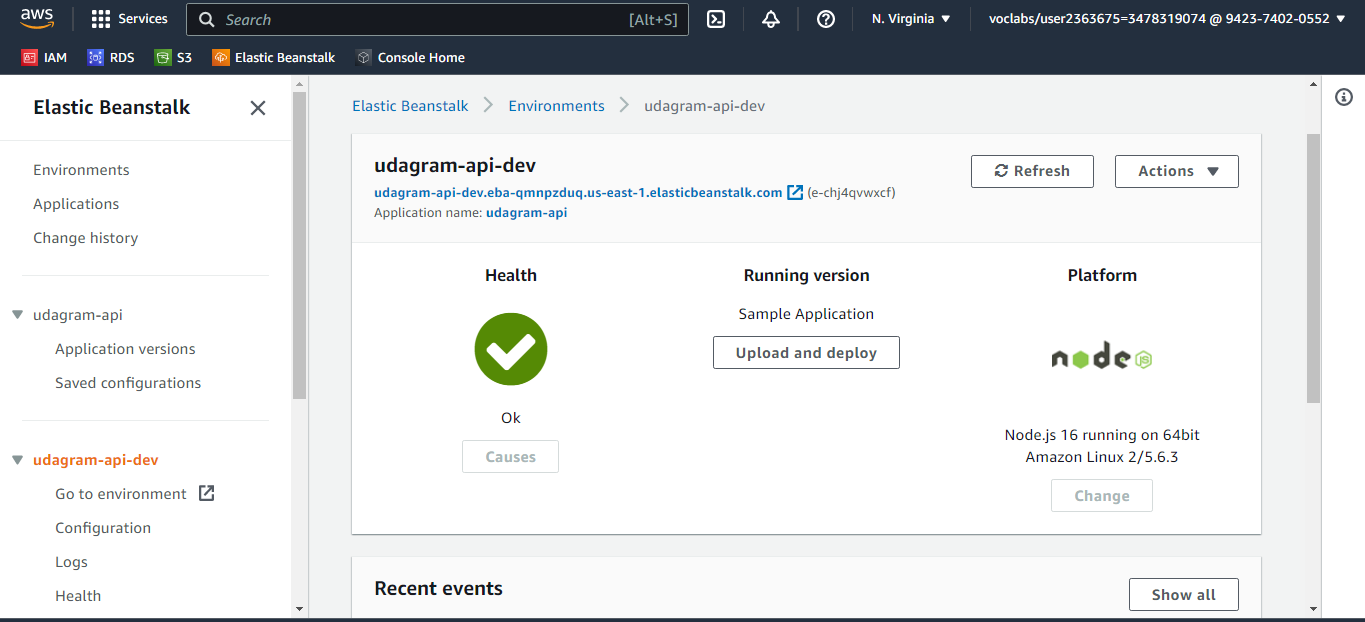 aws
Services
Search
[Alt+S]
N. Virginia
voclabs/user2363675=3478319074 @ 9423-7402-0552
IAM
RDS
S3
Elastic Beanstalk
Console Home
Elastic Beanstalk
Environments
Applications
Change history
udagram-api
Application versions
Saved configurations
udagram-api-dev
Go to environment
Configuration
Logs
Health
Elastic Beanstalk
Environments
udagram-api-dev
udagram-api-dev
udagram-api-dev.eba-qmnpzduq.us-east-1.elasticbeanstalk.com (e-chj4qvwxcf)
Application name: udagram-api
Refresh
Actions
Health
Ok
Causes
Running version
Sample Application
Upload and deploy
Platform
node JS
Node.js 16 running on 64bit
Amazon Linux 2/5.6.3
Change
Recent events
Show all